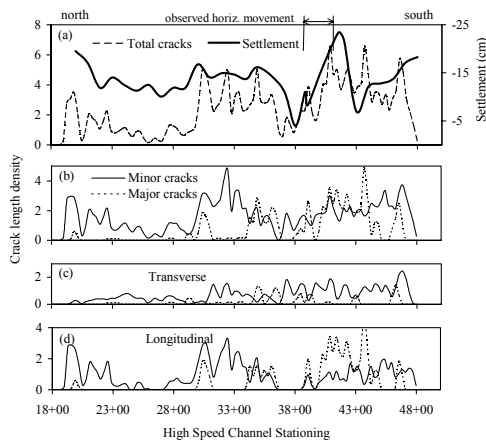 north
observed horiz. movement
south
8
6
4
2
0
(a)
Total cracks
Settlement
-25
-15
-5
Settlement (cm)
4
2
0
(b)
Minor cracks
Major cracks
2
0
(c)
Transverse
4
2
0
(d)
Longitudinal
Crack length density
18+00 23+00 28+00 33+00 38+00 43+00 48+00
High Speed Channel Stationing